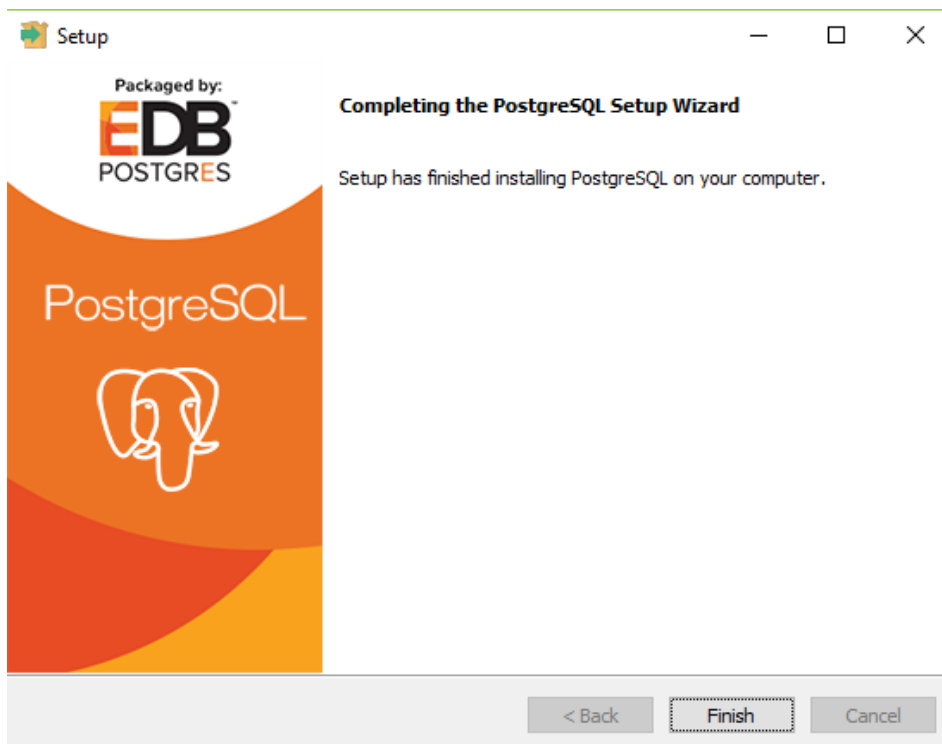 Setup
Packaged by:
EDB™
POSTGRES
PostgreSQL
Completing the PostgreSQL Setup Wizard
Setup has finished installing PostgreSQL on your computer.
< Back
Finish
Cancel